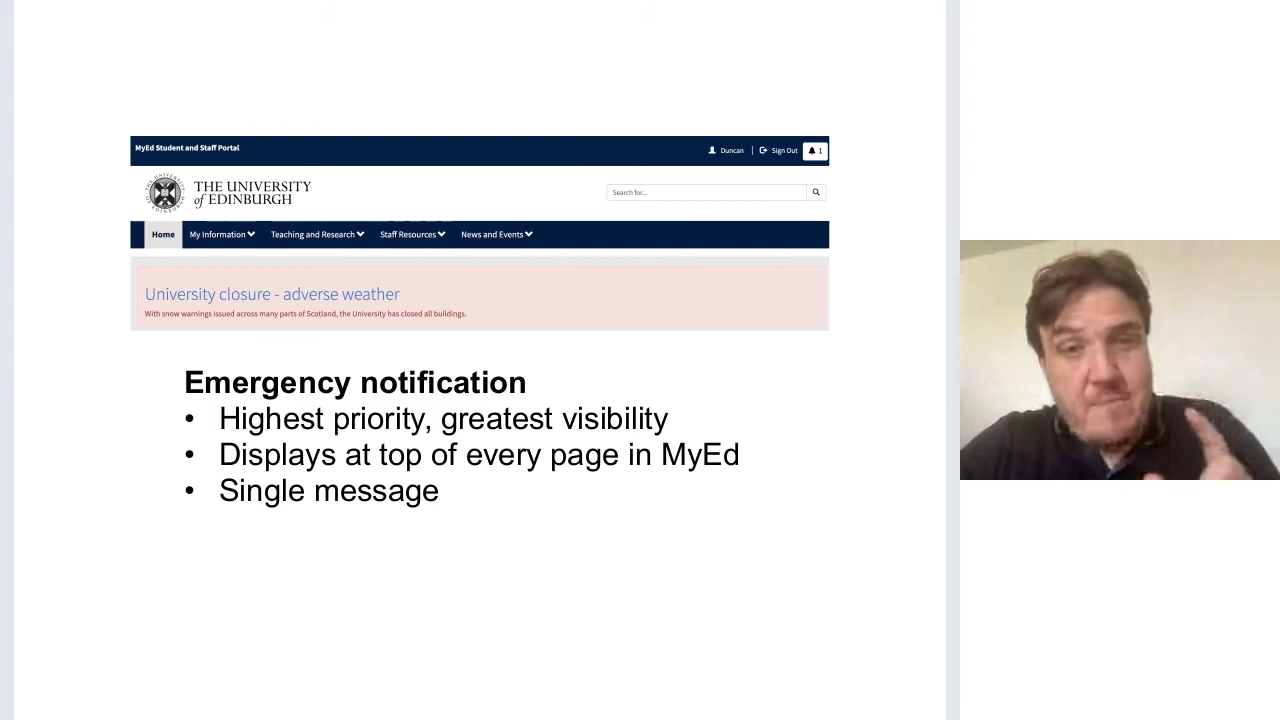 MyEd Student and Staff Portal
Duncan
Sign Out
1
THE UNIVERSITY
of EDINBURGH
Search for...
Home
My Information
Teaching and Research
Staff Resources
News and Events
University closure - adverse weather
With snow warnings issued across many parts of Scotland, the University has closed all buildings.
Emergency notification
• Highest priority, greatest visibility
• Displays at top of every page in MyEd
• Single message